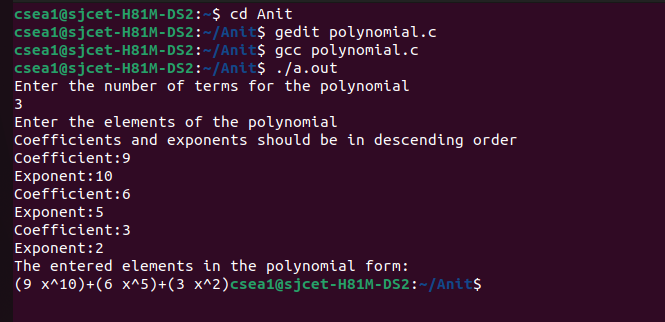 csea1@sjcet-H81M-DS2:~$ cd Anit
csea1@sjcet-H81M-DS2:~/Anit$ gedit polynomial.c
csea1@sjcet-H81M-DS2:~/Anit$ gcc polynomial.c
csea1@sjcet-H81M-DS2:~/Anit$ ./a.out
Enter the number of terms for the polynomial
3
Enter the elements of the polynomial
Coefficients and exponents should be in descending order
Coefficient:9
Exponent:10
Coefficient:6
Exponent:5
Coefficient:3
Exponent:2
The entered elements in the polynomial form:
(9 x^10)+(6 x^5)+(3 x^2)csea1@sjcet-H81M-DS2:~/Anit$